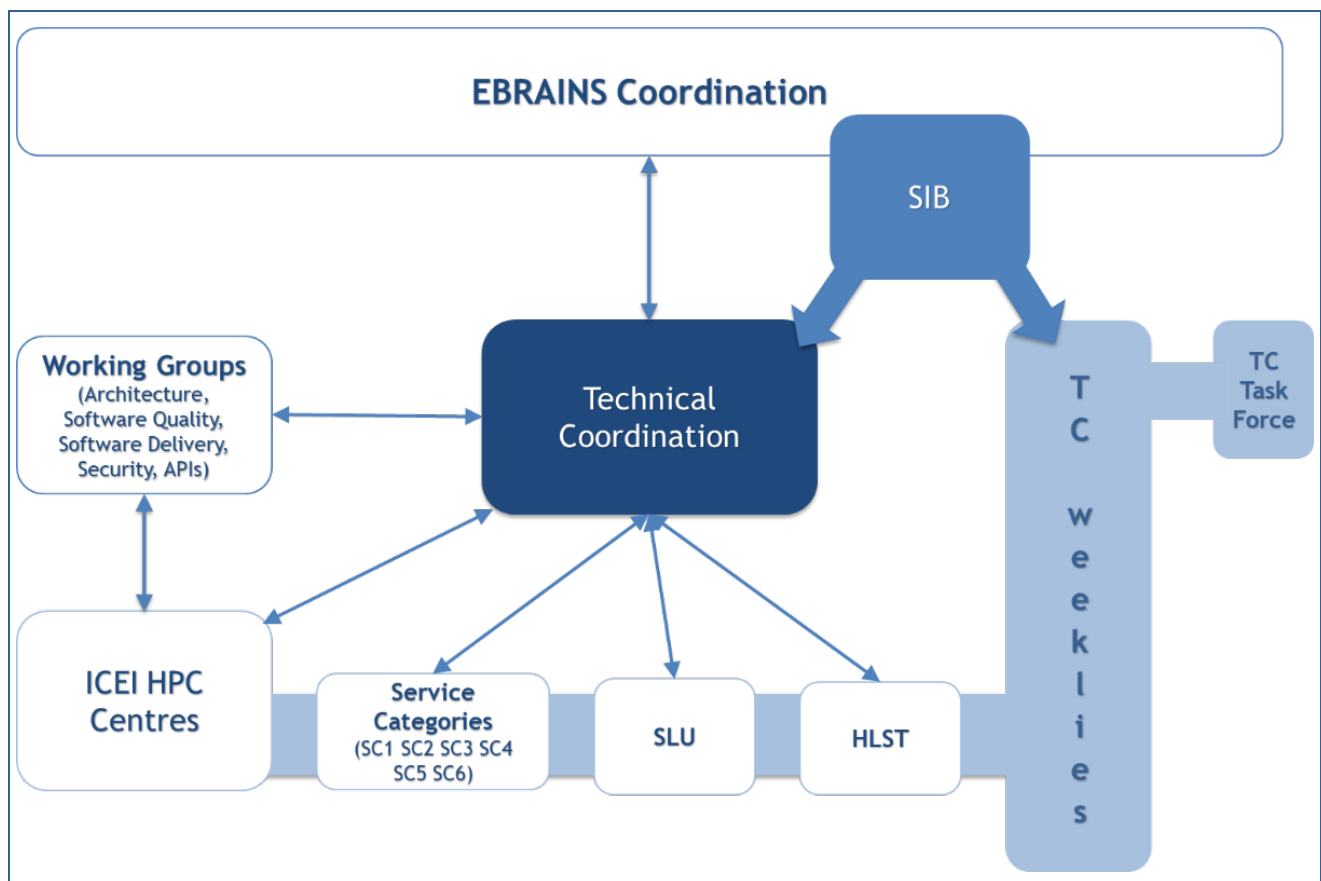 EBRAINS Coordination
SIB
Working Groups
(Architecture,
Software Quality,
Software Delivery,
Security, APIs)
Technical
Coordination
TC
Task
Force
T
C
w
e
e
k
l
i
e
s
ICEI HPC
Centres
Service
Categories
(SC1 SC2 SC3 SC4
SC5 SC6)
SLU
HLST